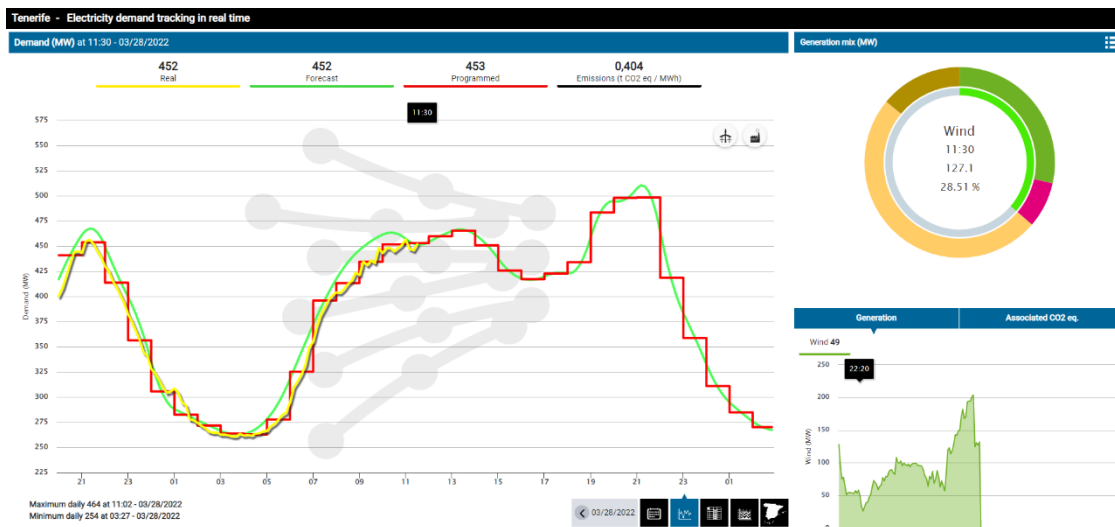 Tenerife - Electricity demand tracking in real time
Demand (MW) at 11:30 - 03/28/2022
452
Real
452
Forecast
453
Programmed
0,404
Emissions (t CO2 eq / MWh)
11:30
575
550
525
500
475
450
425
400
375
350
325
300
275
250
225
Demand (MW)
21 23 01 03 05 07 09 11 13 15 17 19 21 23 01
Maximum daily 464 at 11:02 - 03/28/2022
Minimum daily 254 at 03:27 - 03/28/2022
03/28/2022
Generation mix (MW)
Wind
11:30
127.1
28.51 %
Generation
Associated CO2 eq.
Wind 49
22:20
250
200
150
100
50
0
Wind (MW)